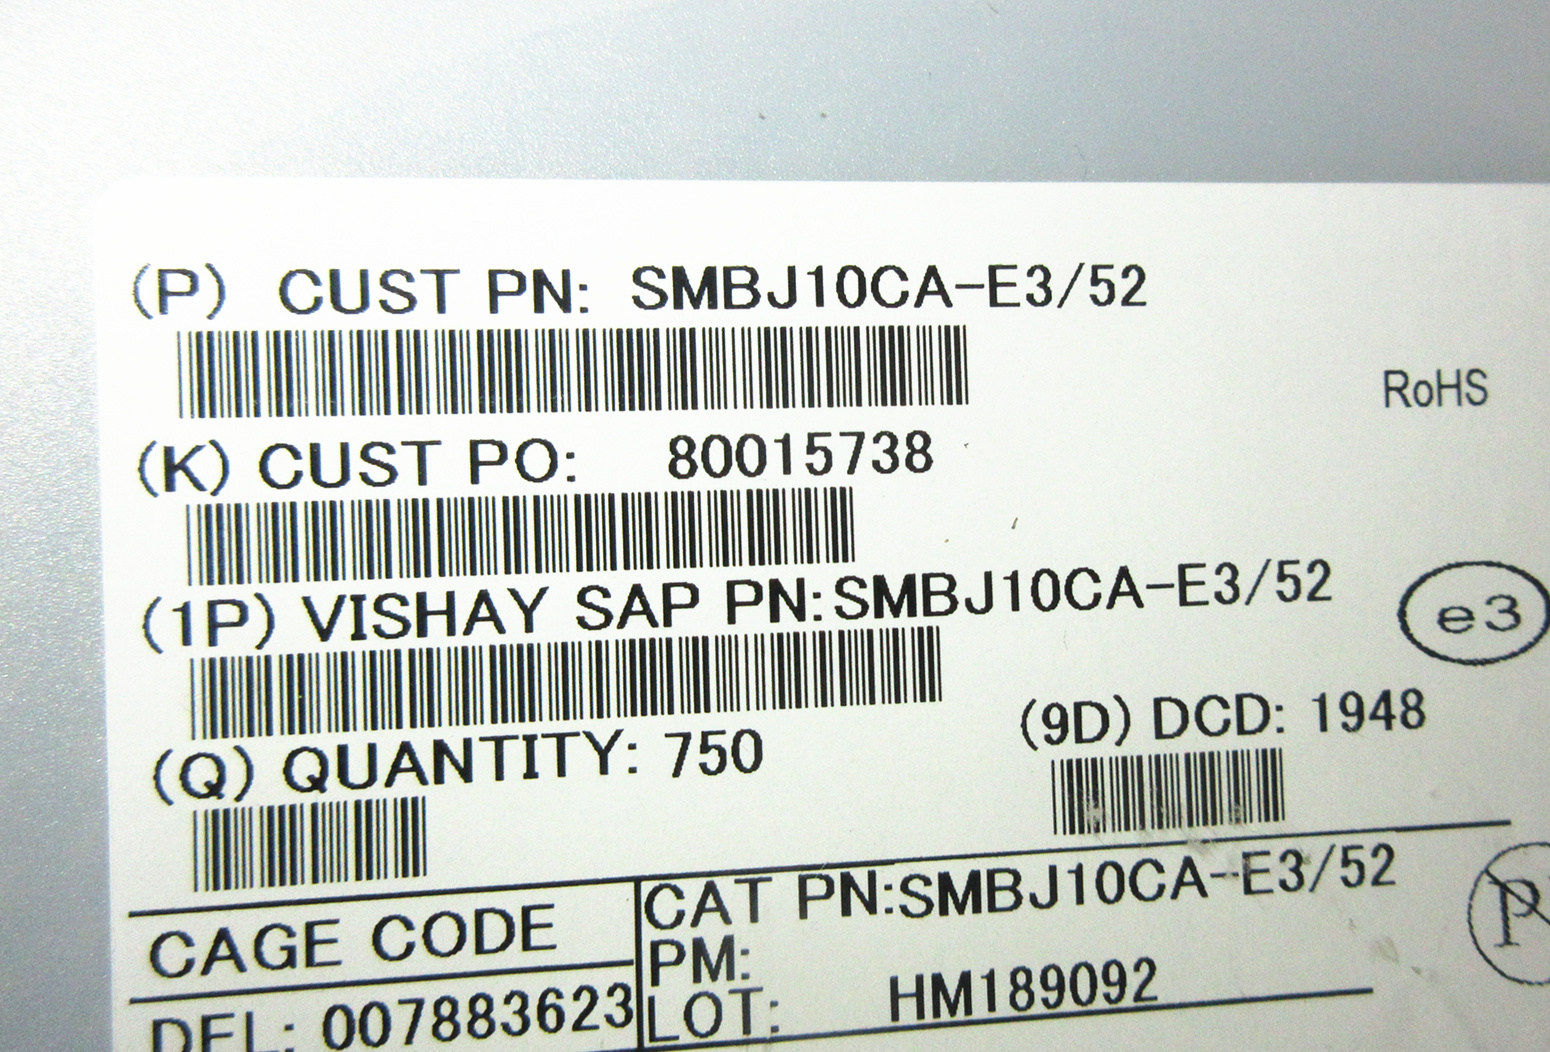 (P) CUST PN: SMBJ10CA-E3/52
RoHS
(K) CUST PO: 80015738
(1P) VISHAY SAP PN:SMBJ10CA-E3/52
e3
(Q) QUANTITY: 750
(9D) DCD: 1948
CAGE CODE
CAT PN:SMBJ10CA-E3/52
PM:
LOT: HM189092
DEL: 007883623